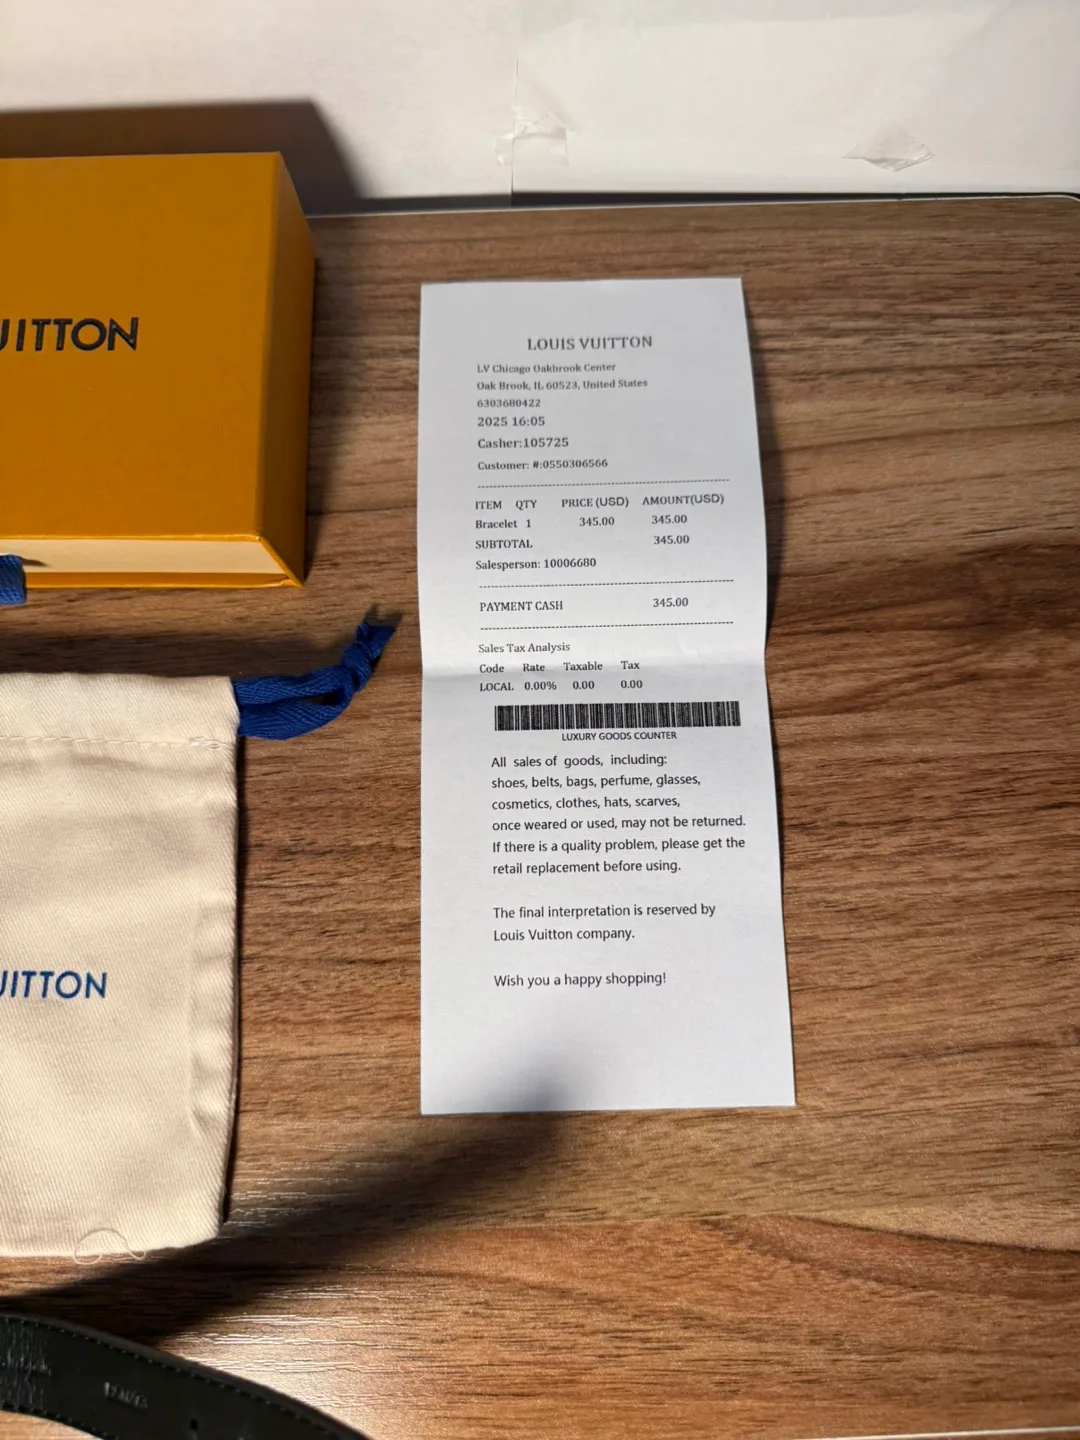 UITTON
LOUIS VUITTON
LV Chicago Oakbrook Center
Oak Brook, IL 60523, United States
6303680422
2025 16:05
Casher:105725
Customer: #:0550306566
ITEM QTY PRICE (USD) AMOUNT(USD)
Bracelet 1 345.00 345.00
SUBTOTAL 345.00
Salesperson: 10006680
PAYMENT CASH 345.00
Sales Tax Analysis
Code Rate Taxable Tax
LOCAL 0.00% 0.00 0.00
LUXURY GOODS COUNTER
All sales of goods, including:
shoes, belts, bags, perfume, glasses,
cosmetics, clothes, hats, scarves,
once weared or used, may not be returned.
If there is a quality problem, please get the
retail replacement before using.
The final interpretation is reserved by
Louis Vuitton company.
Wish you a happy shopping!
UITTON